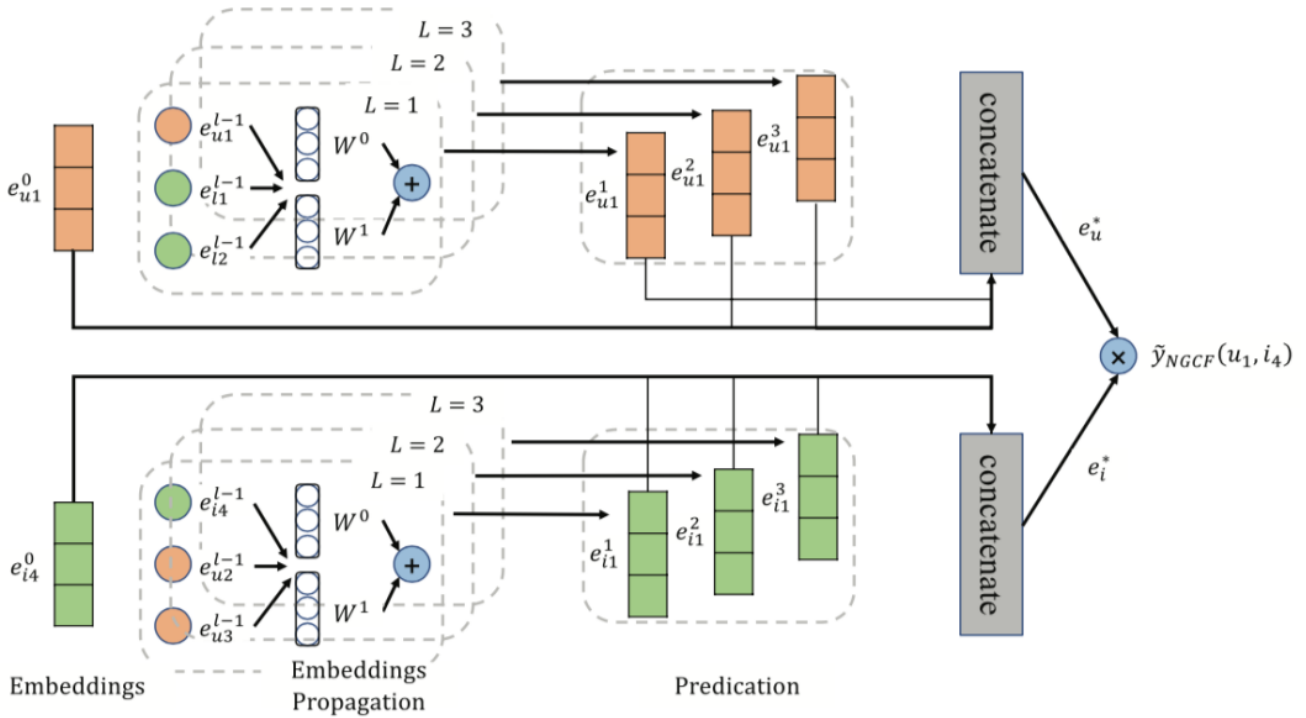 L = 3
L = 2
L = 1
e_{u1}^{l-1}
e_{l1}^{l-1}
e_{l2}^{l-1}
W^0
+
W^1
e_{u1}^0
e_{u1}^1
e_{u1}^2
e_{u1}^3
concatenate
e_u^*
× ỹ_{NGCF}(u_1, i_4)
L = 3
L = 2
L = 1
e_{i4}^{l-1}
e_{u2}^{l-1}
e_{u3}^{l-1}
W^0
+
W^1
e_{i4}^0
e_{i1}^1
e_{i1}^2
e_{i1}^3
concatenate
e_i^*
Embeddings
Embeddings
Propagation
Predication